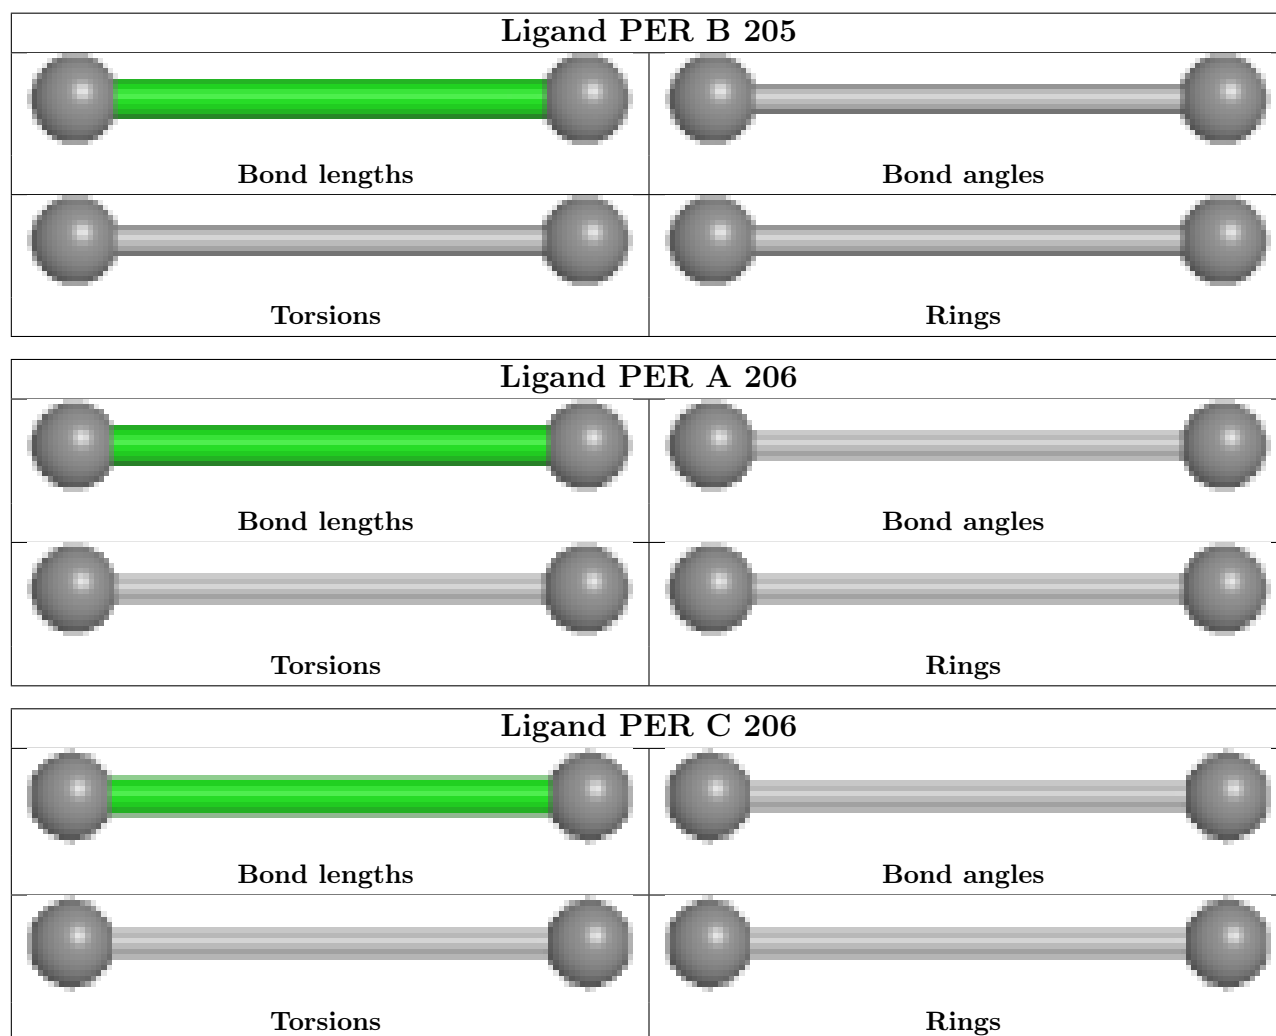 Ligand PER B 205
Bond lengths Bond angles
Torsions Rings
Ligand PER A 206
Bond lengths Bond angles
Torsions Rings
Ligand PER C 206
Bond lengths Bond angles
Torsions Rings